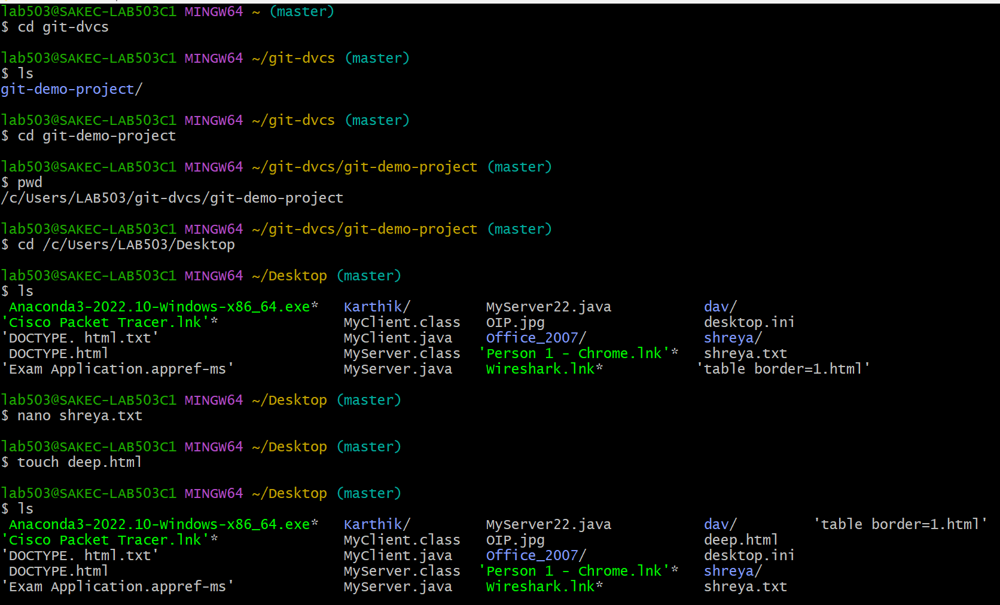 lab503@SAKEC-LAB503C1 MINGW64 ~ (master)
$ cd git-dvcs
lab503@SAKEC-LAB503C1 MINGW64 ~/git-dvcs (master)
$ ls
git-demo-project/
lab503@SAKEC-LAB503C1 MINGW64 ~/git-dvcs (master)
$ cd git-demo-project
lab503@SAKEC-LAB503C1 MINGW64 ~/git-dvcs/git-demo-project (master)
$ pwd
/c/Users/LAB503/git-dvcs/git-demo-project
lab503@SAKEC-LAB503C1 MINGW64 ~/git-dvcs/git-demo-project (master)
$ cd /c/Users/LAB503/Desktop
lab503@SAKEC-LAB503C1 MINGW64 ~/Desktop (master)
$ ls
Anaconda3-2022.10-Windows-x86_64.exe* Karthik/ MyServer22.java dav/
'Cisco Packet Tracer.lnk'* MyClient.class OIP.jpg desktop.ini
'DOCTYPE. html.txt' MyClient.java Office_2007/ shreya/
DOCTYPE.html MyServer.class 'Person 1 - Chrome.lnk'* shreya.txt
'Exam Application.appref-ms' MyServer.java Wireshark.lnk* 'table border=1.html'
lab503@SAKEC-LAB503C1 MINGW64 ~/Desktop (master)
$ nano shreya.txt
lab503@SAKEC-LAB503C1 MINGW64 ~/Desktop (master)
$ touch deep.html
lab503@SAKEC-LAB503C1 MINGW64 ~/Desktop (master)
$ ls
Anaconda3-2022.10-Windows-x86_64.exe* Karthik/ MyServer22.java dav/ 'table border=1.html'
'Cisco Packet Tracer.lnk'* MyClient.class OIP.jpg deep.html
'DOCTYPE. html.txt' MyClient.java Office_2007/ desktop.ini
DOCTYPE.html MyServer.class 'Person 1 - Chrome.lnk'* shreya/
'Exam Application.appref-ms' MyServer.java Wireshark.lnk* shreya.txt